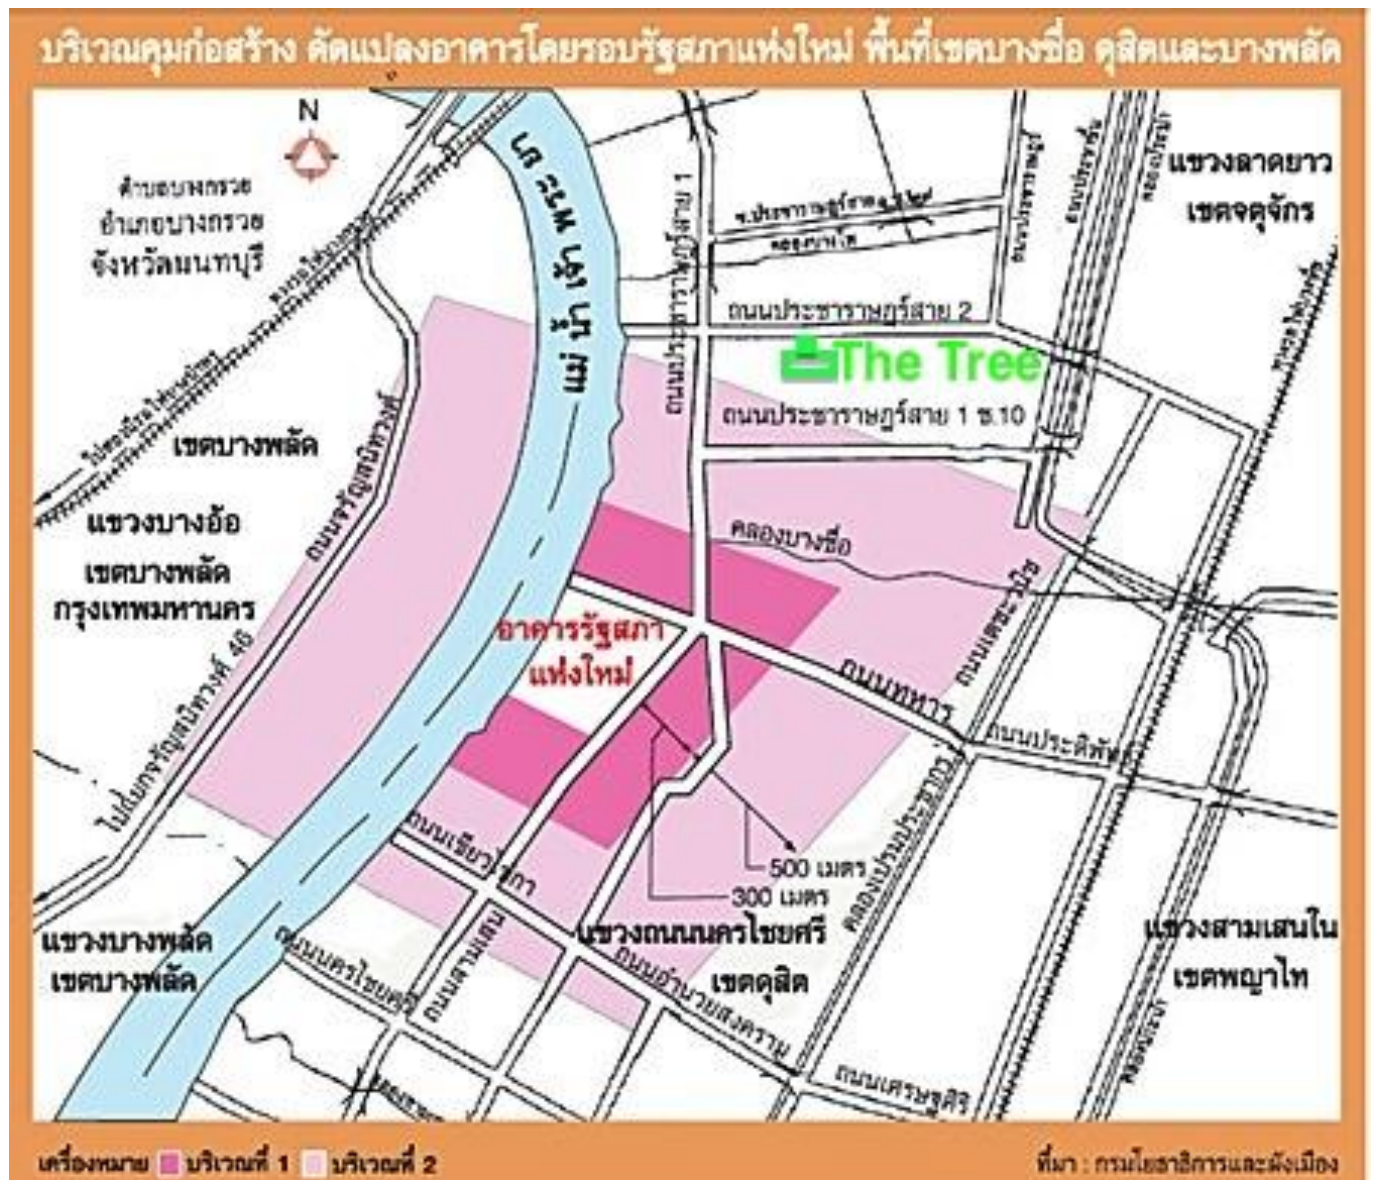 บริเวณคุมก่อสร้าง ดัดแปลงอาคารโดยรอบรัฐสภาแห่งใหม่ พื้นที่เขตบางซื่อ ดุสิตและบางพลัด
N
ตำบลบางกรวย
อำเภอบางกรวย
จังหวัดนนทบุรี
แม่น้ำเจ้าพระยา
ถนนประชาราษฎร์สาย 1
คลองประปา
แขวงลาดยาว
เขตจตุจักร
ถนนประชาราษฎร์สาย 2
The Tree
ถนนประชาราษฎร์สาย 1 ซ.10
เขตบางพลัด
ถนนจรัญสนิทวงศ์
แขวงบางอ้อ
เขตบางพลัด
กรุงเทพมหานคร
คลองบางซื่อ
ถนนเตชะวณิช
อาคารรัฐสภา
แห่งใหม่
ถนนทหาร
ไปแยกจรัญสนิทวงศ์ 46
ถนนเขียวไข่กา
500 เมตร
300 เมตร
คลองเปรมประชากร
แขวงบางพลัด
เขตบางพลัด
ถนนนครไชยศรี
ถนนสามเสน
แขวงถนนนครไชยศรี
เขตดุสิต
ถนนอำนวยสงคราม
แขวงสามเสนใน
เขตพญาไท
คลองประปา
ถนนเศรษฐศิริ
เครื่องหมาย บริเวณที่ 1 บริเวณที่ 2
ที่มา : กรมโยธาธิการและผังเมือง